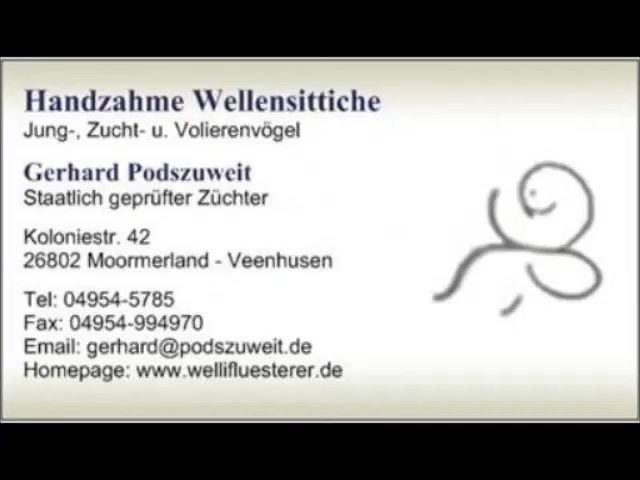 Handzahme Wellensittiche
Jung-, Zucht- u. Volierenvögel
Gerhard Podszuweit
Staatlich geprüfter Züchter
Koloniestr. 42
26802 Moormerland - Veenhusen
Tel: 04954-5785
Fax: 04954-994970
Email: gerhard@podszuweit.de
Homepage: www.wellifluesterer.de